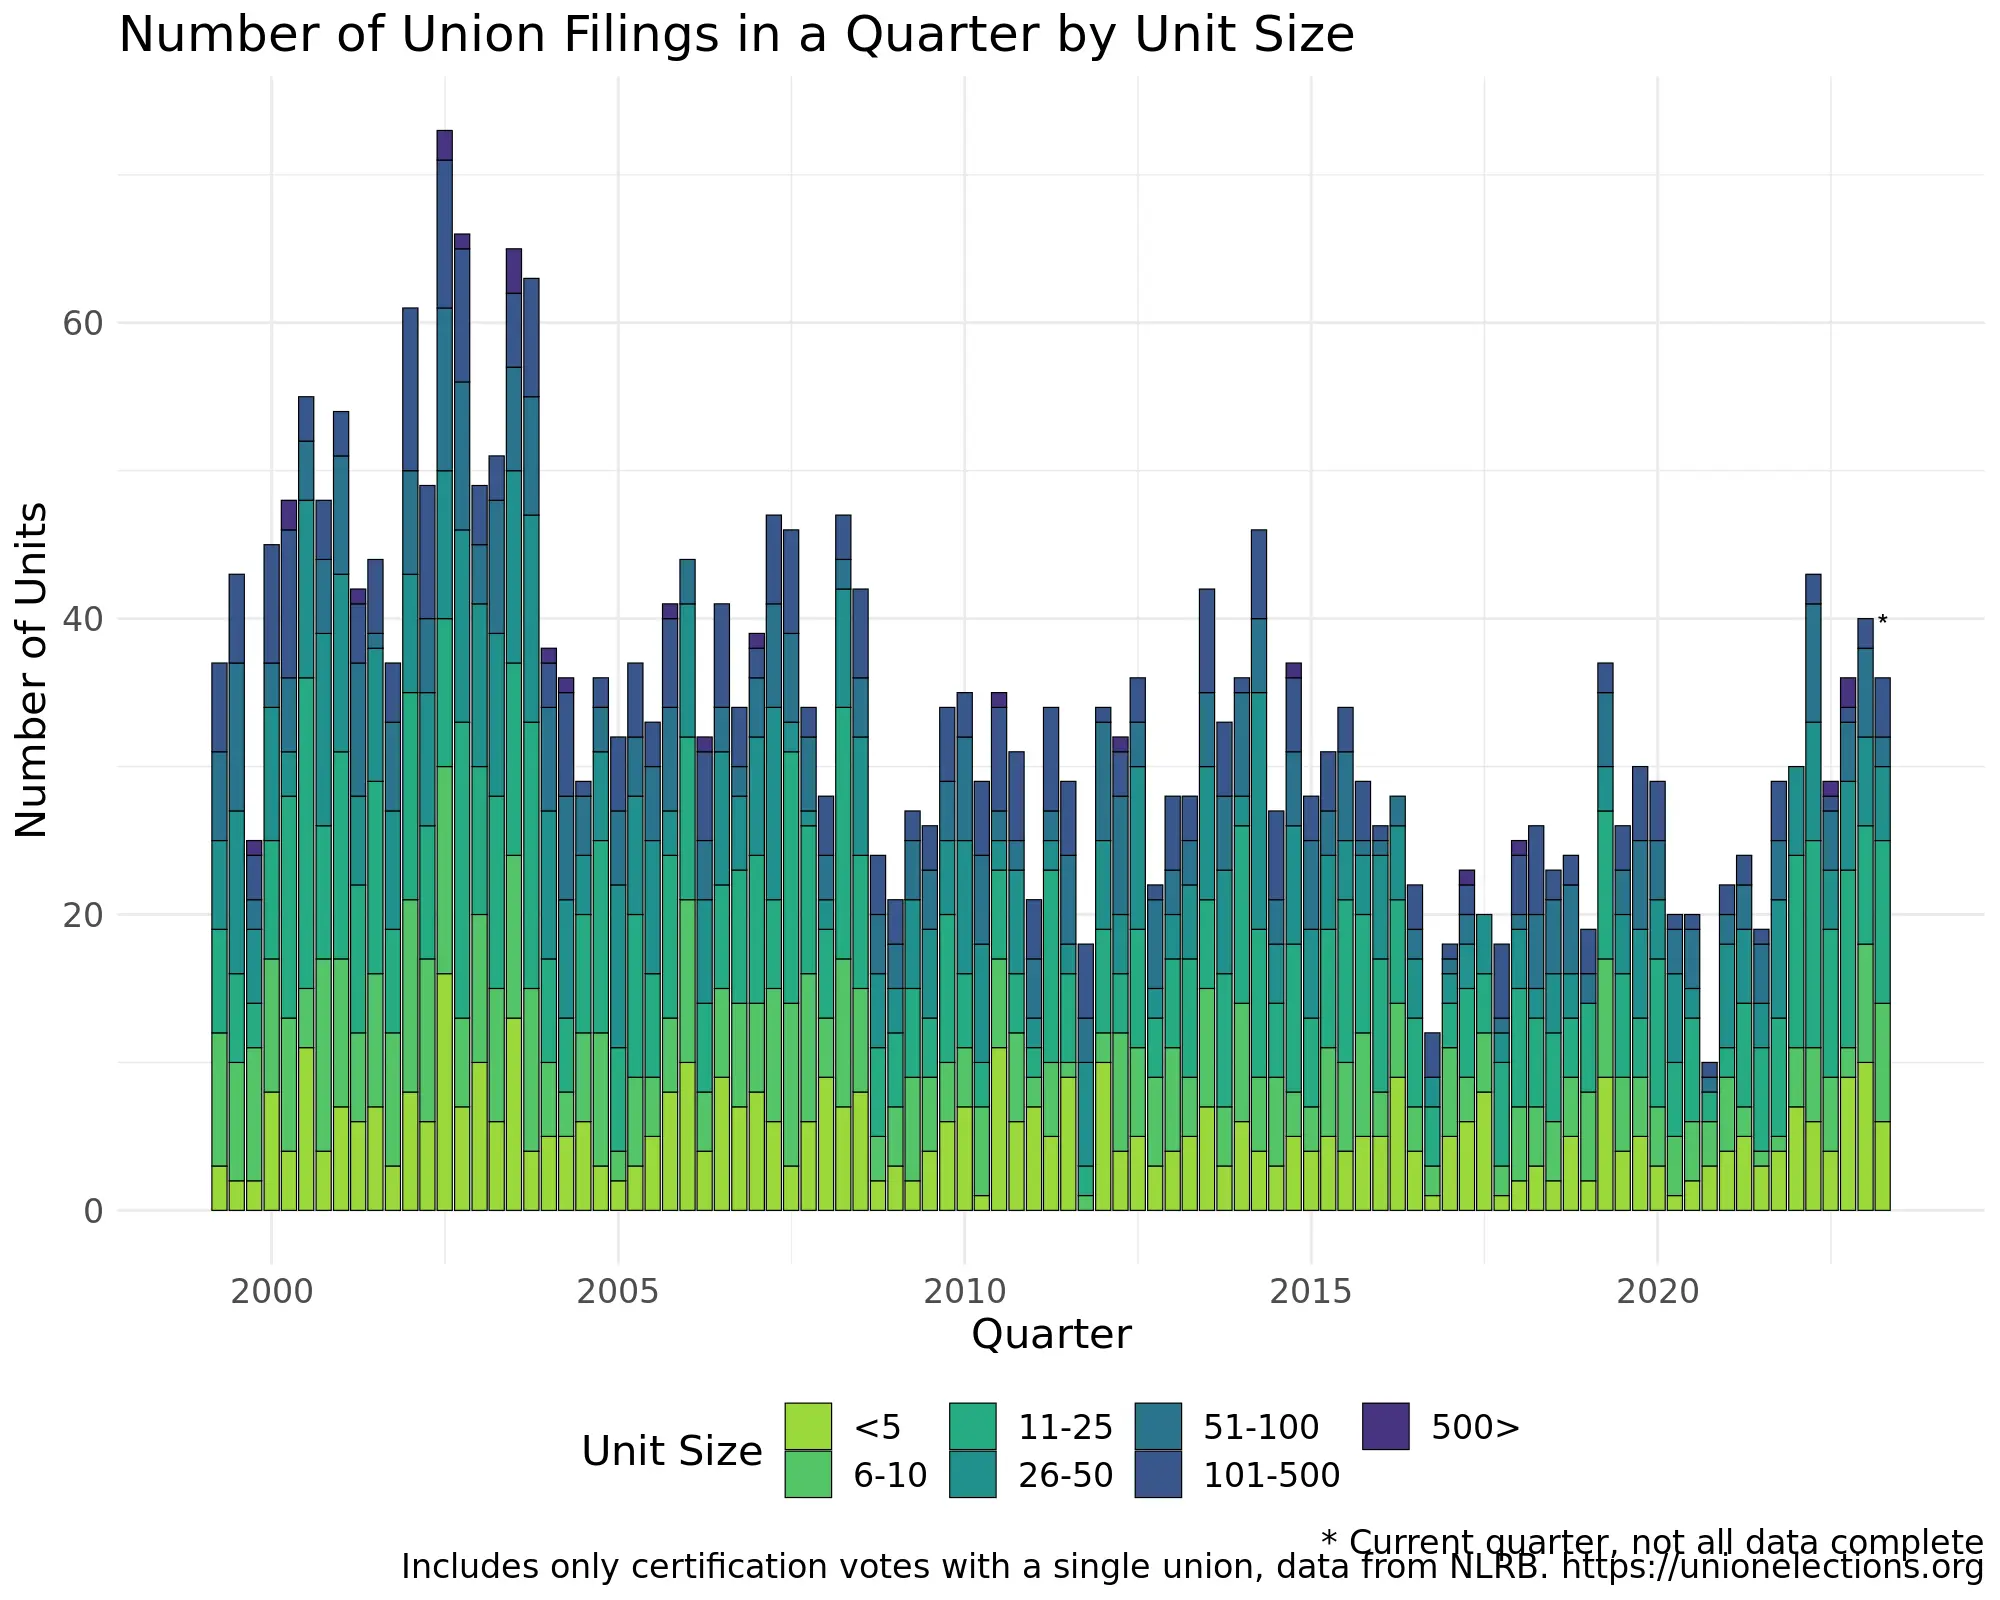 Number of Union Filings in a Quarter by Unit Size
Number of Units
60
40
20
0
*
2000 2005 2010 2015 2020
Quarter
Unit Size
<5 11-25 51-100 500>
6-10 26-50 101-500
* Current quarter, not all data complete
Includes only certification votes with a single union, data from NLRB. https://unionelections.org